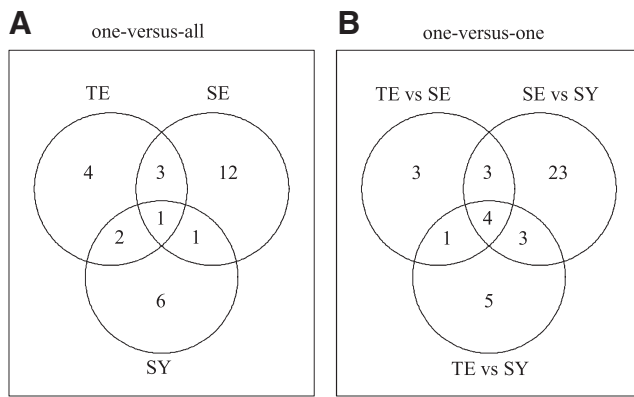 A
one-versus-all
TE
SE
4
3
12
1
2
1
6
SY
B
one-versus-one
TE vs SE
SE vs SY
3
3
23
4
1
3
5
TE vs SY